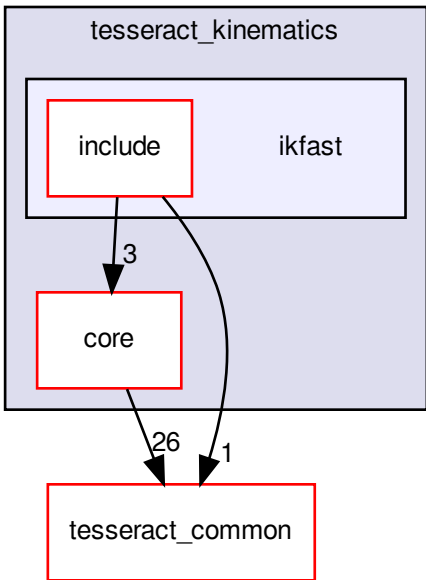 tesseract_kinematics
include
ikfast
3
core
26
1
tesseract_common